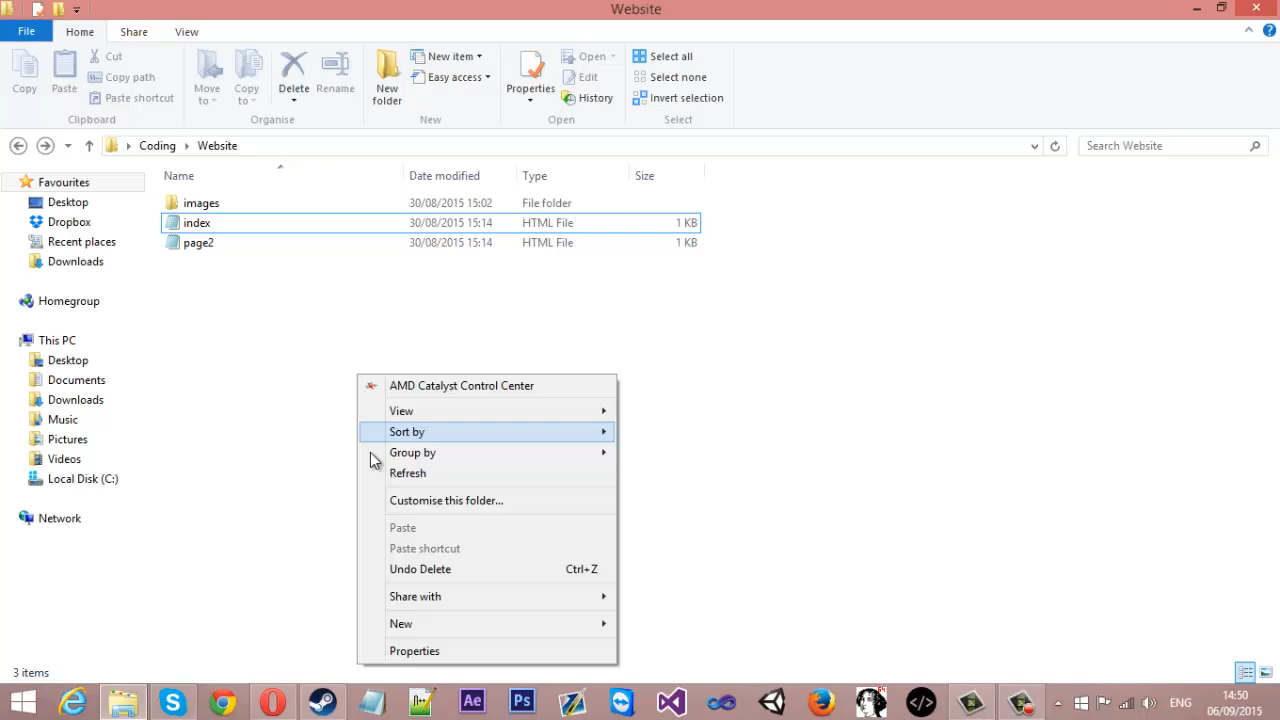 Website
File
Home
Share
View
Copy
Paste
Cut
Copy path
Paste shortcut
Clipboard
Move to
Copy to
Delete
Rename
Organise
New folder
New item
Easy access
New
Properties
Open
Edit
History
Open
Select all
Select none
Invert selection
Select
Coding
Website
Search Website
Name
Date modified
Type
Size
Favourites
Desktop
Dropbox
Recent places
Downloads
Homegroup
This PC
Desktop
Documents
Downloads
Music
Pictures
Videos
Local Disk (C:)
Network
images 30/08/2015 15:02 File folder
index 30/08/2015 15:14 HTML File 1 KB
page2 30/08/2015 15:14 HTML File 1 KB
AMD Catalyst Control Center
View
Sort by
Group by
Refresh
Customise this folder...
Paste
Paste shortcut
Undo Delete Ctrl+Z
Share with
New
Properties
3 items
Ae
Ps
64
ENG
14:50
06/09/2015